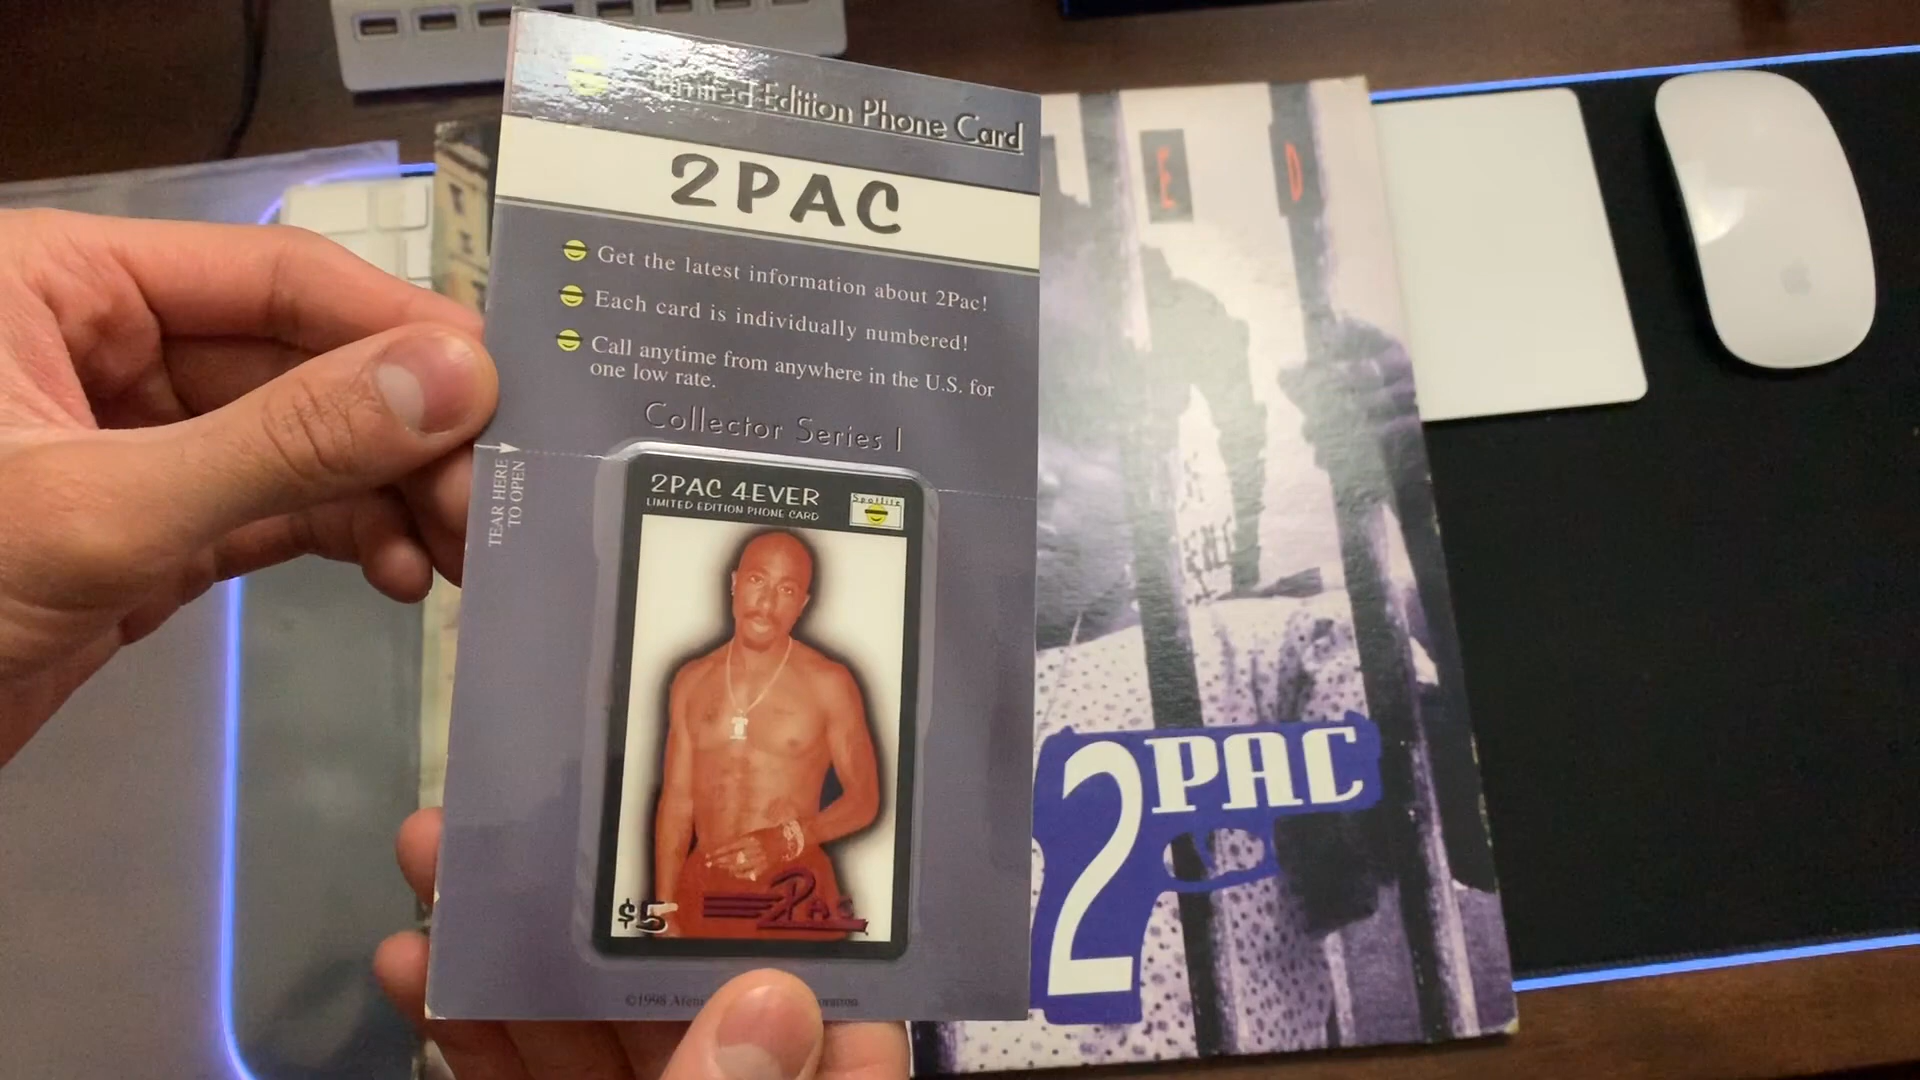 Limited Edition Phone Card
2PAC
Get the latest information about 2Pac!
Each card is individually numbered!
Call anytime from anywhere in the U.S. for
one low rate.
Collector Series I
TEAR HERE
TO OPEN
2PAC 4EVER
LIMITED EDITION PHONE CARD
Spotlite
$5
2PAC
©1998
E D
2PAC